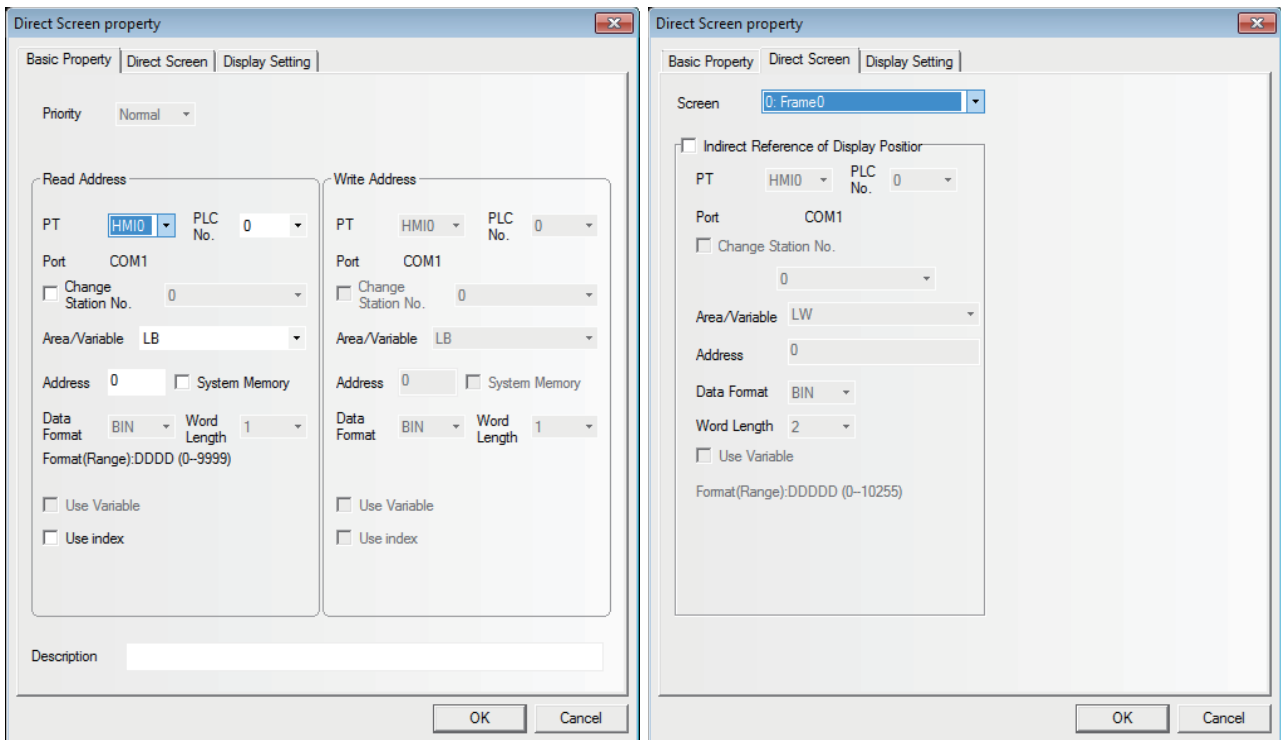 Direct Screen property
Basic Property Direct Screen Display Setting
Priority Normal
Read Address
PT HMI0 PLC No. 0
Port COM1
Change Station No. 0
Area/Variable LB
Address 0 System Memory
Data Format BIN Word Length 1
Format(Range):DDDD (0--9999)
Use Variable
Use index
Write Address
PT HMI0 PLC No. 0
Port COM1
Change Station No. 0
Area/Variable LB
Address 0 System Memory
Data Format BIN Word Length 1
Use Variable
Use index
Description
OK Cancel
Direct Screen property
Basic Property Direct Screen Display Setting
Screen 0: Frame0
Indirect Reference of Display Position
PT HMI0 PLC No. 0
Port COM1
Change Station No.
0
Area/Variable LW
Address 0
Data Format BIN
Word Length 2
Use Variable
Format(Range):DDDDD (0--10255)
OK Cancel